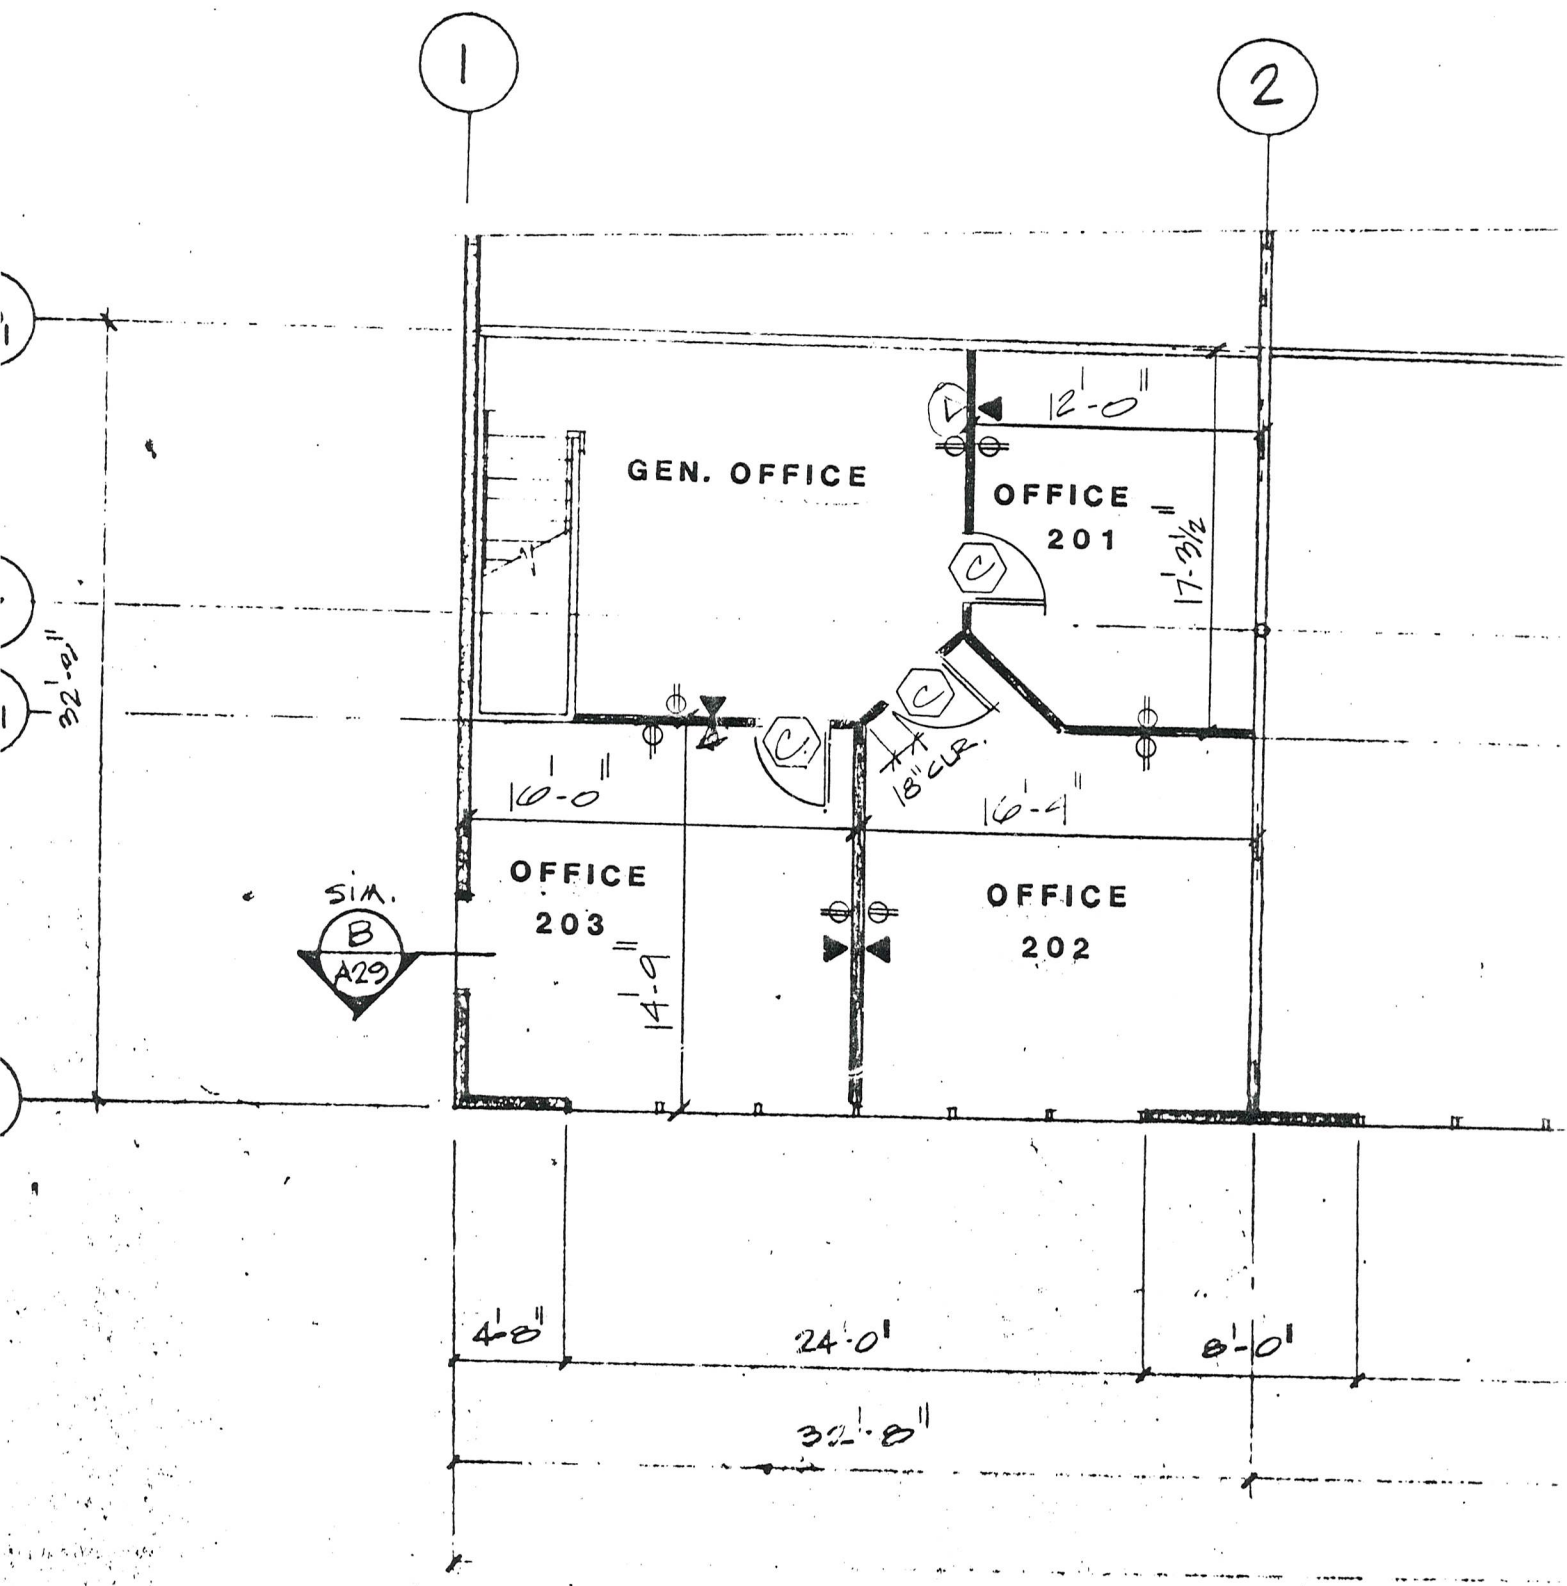 1
2
12'-0"
GEN. OFFICE
OFFICE
201
17'-3½"
C
32'-0"
C
C
18" CLR.
16'-0"
16'-4"
SIM.
B
A29
OFFICE
203
14'-9"
OFFICE
202
4'-8"
24'-0"
8'-0"
32'-8"